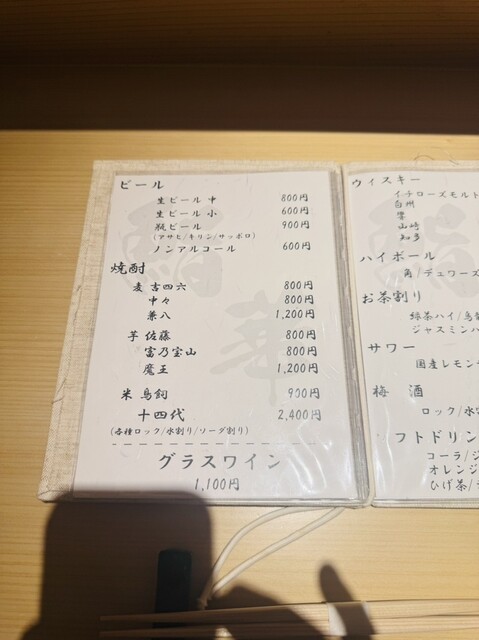 ビール
生ビール 中 800円
生ビール 小 600円
瓶ビール 900円
(アサヒ/キリン/サッポロ)
ノンアルコール 600円
焼酎
麦 吉四六 800円
中々 800円
兼八 1,200円
芋 佐藤 800円
富乃宝山 800円
魔王 1,200円
米 鳥飼 900円
十四代 2,400円
(各種ロック/水割り/ソーダ割り)
グラスワイン
1,100円
ウィスキー
イチローズモルト
白州
響
山崎
知多
ハイボール
角/デュワーズ
お茶割り
緑茶ハイ/烏龍
ジャスミンハ
サワー
国産レモン
梅 酒
ロック/水
フトドリン
コーラ/ジ
オレンジ
ひげ茶/
鮨
華
鮨